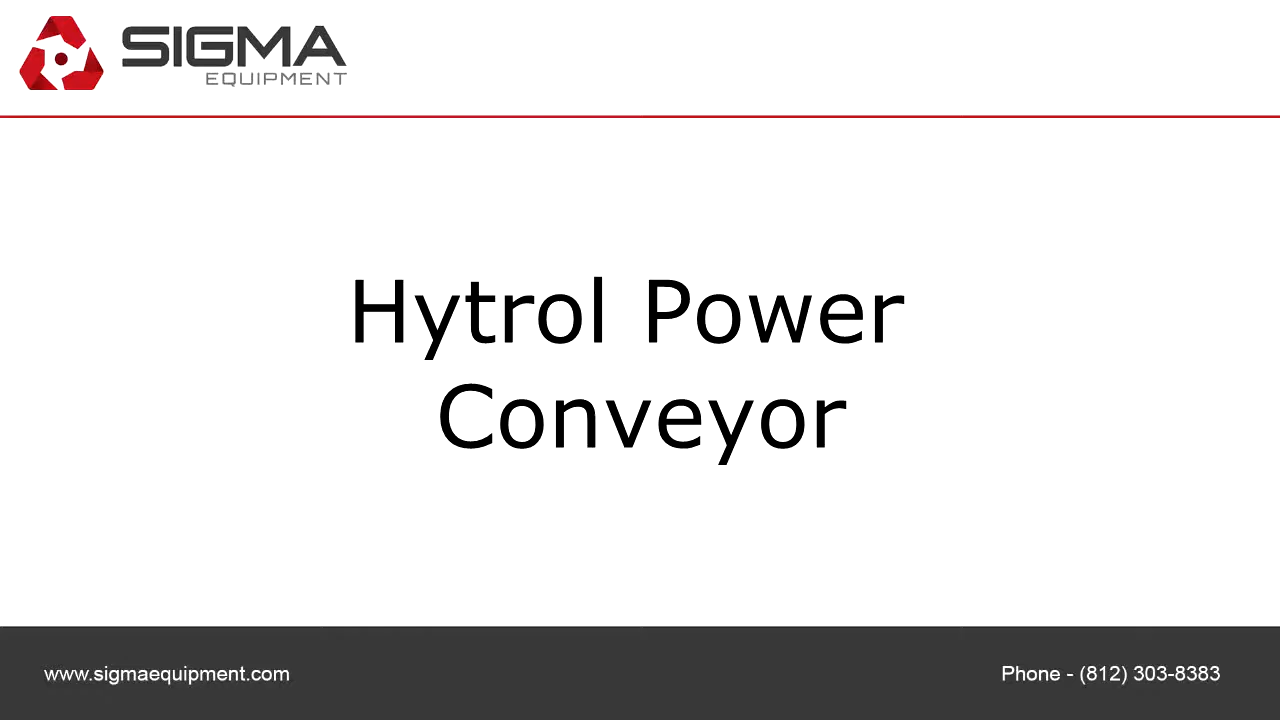 SIGMA
EQUIPMENT
Hytrol Power
Conveyor
www.sigmaequipment.com
Phone - (812) 303-8383